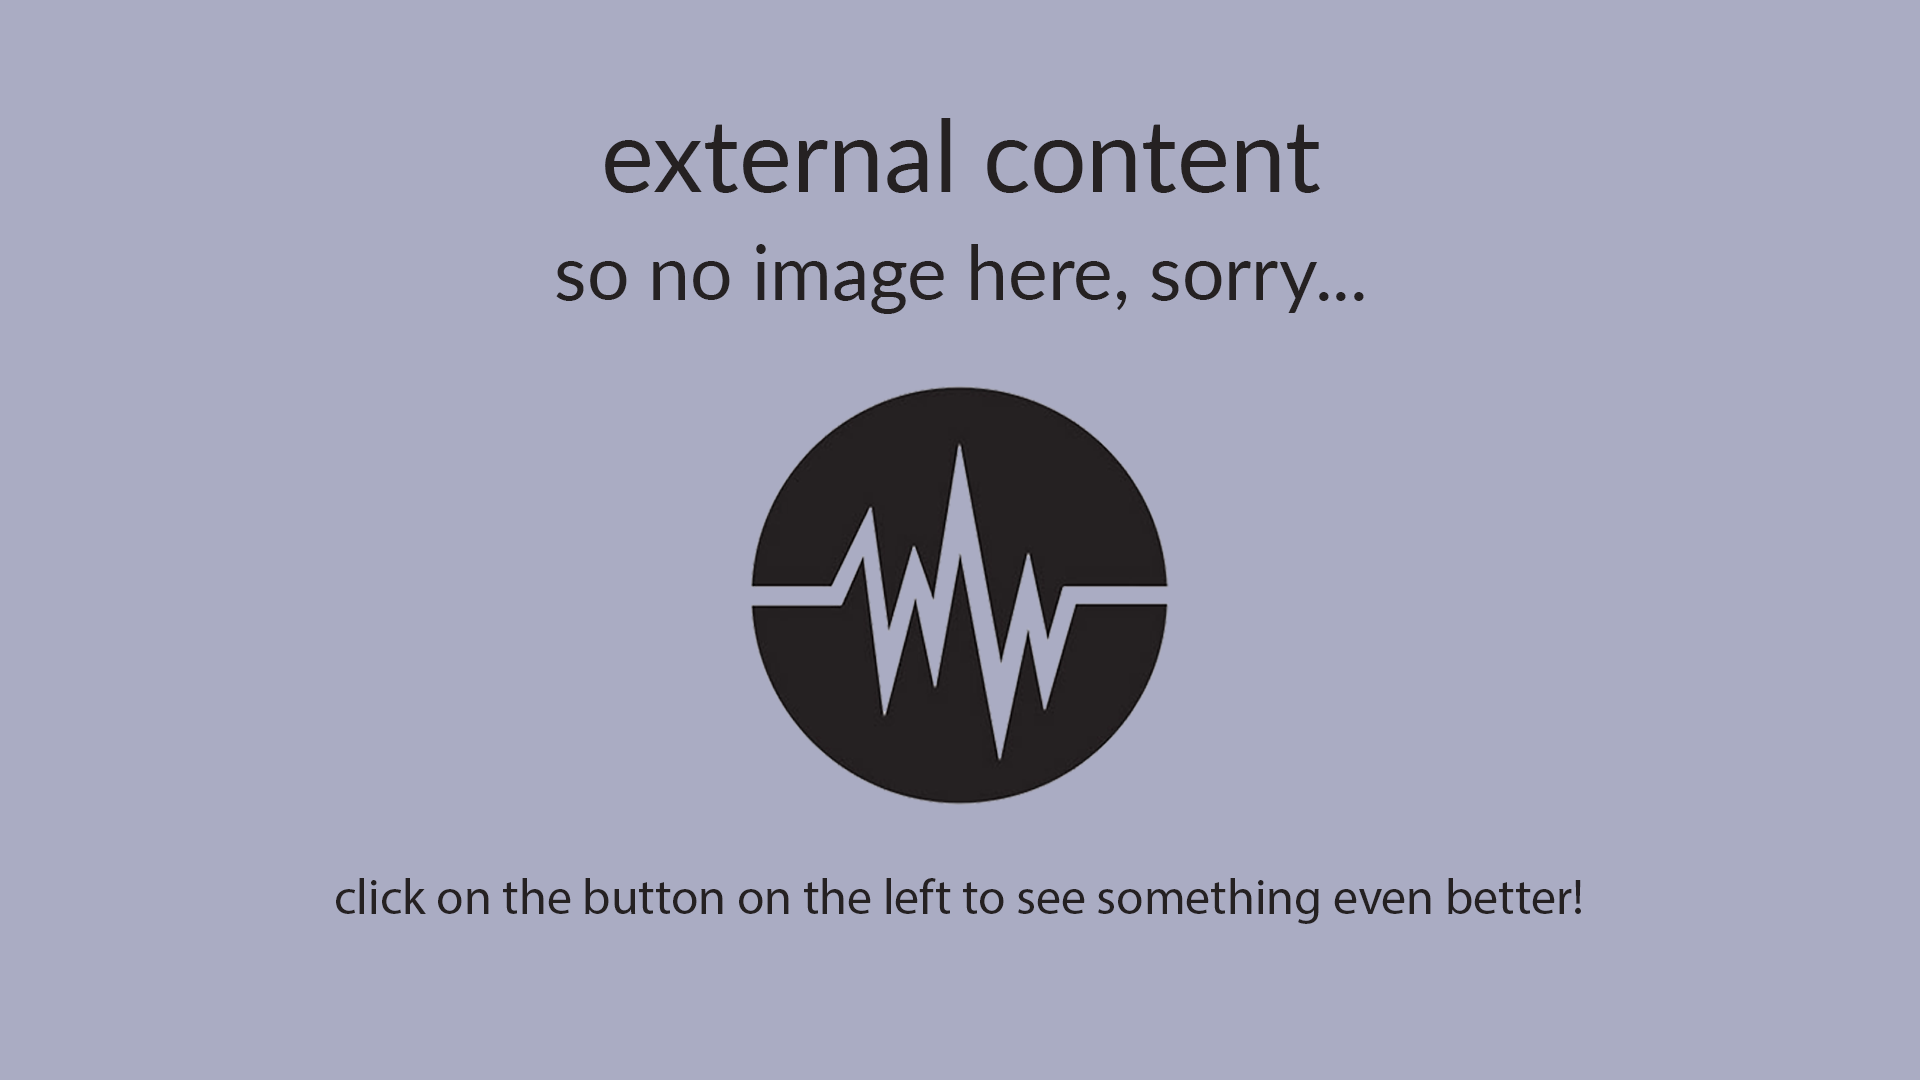 external content
so no image here, sorry...
click on the button on the left to see something even better!